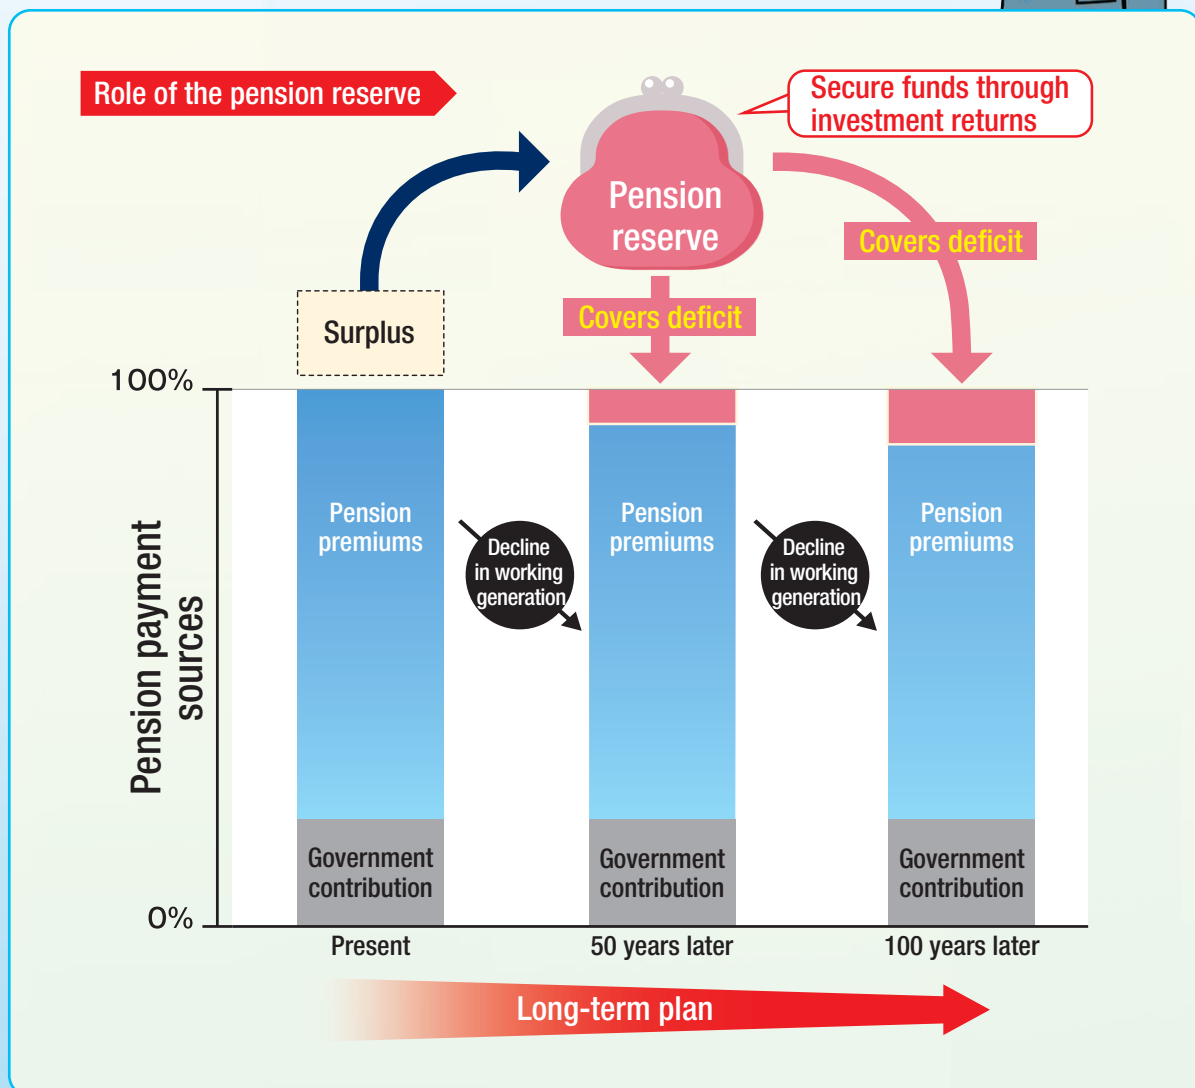 Role of the pension reserve
Secure funds through
investment returns
Pension
reserve
Covers deficit
Covers deficit
Surplus
100%
Pension payment
sources
Pension
premiums
Decline
in working
generation
Pension
premiums
Decline
in working
generation
Pension
premiums
Government
contribution
Government
contribution
Government
contribution
0%
Present
50 years later
100 years later
Long-term plan